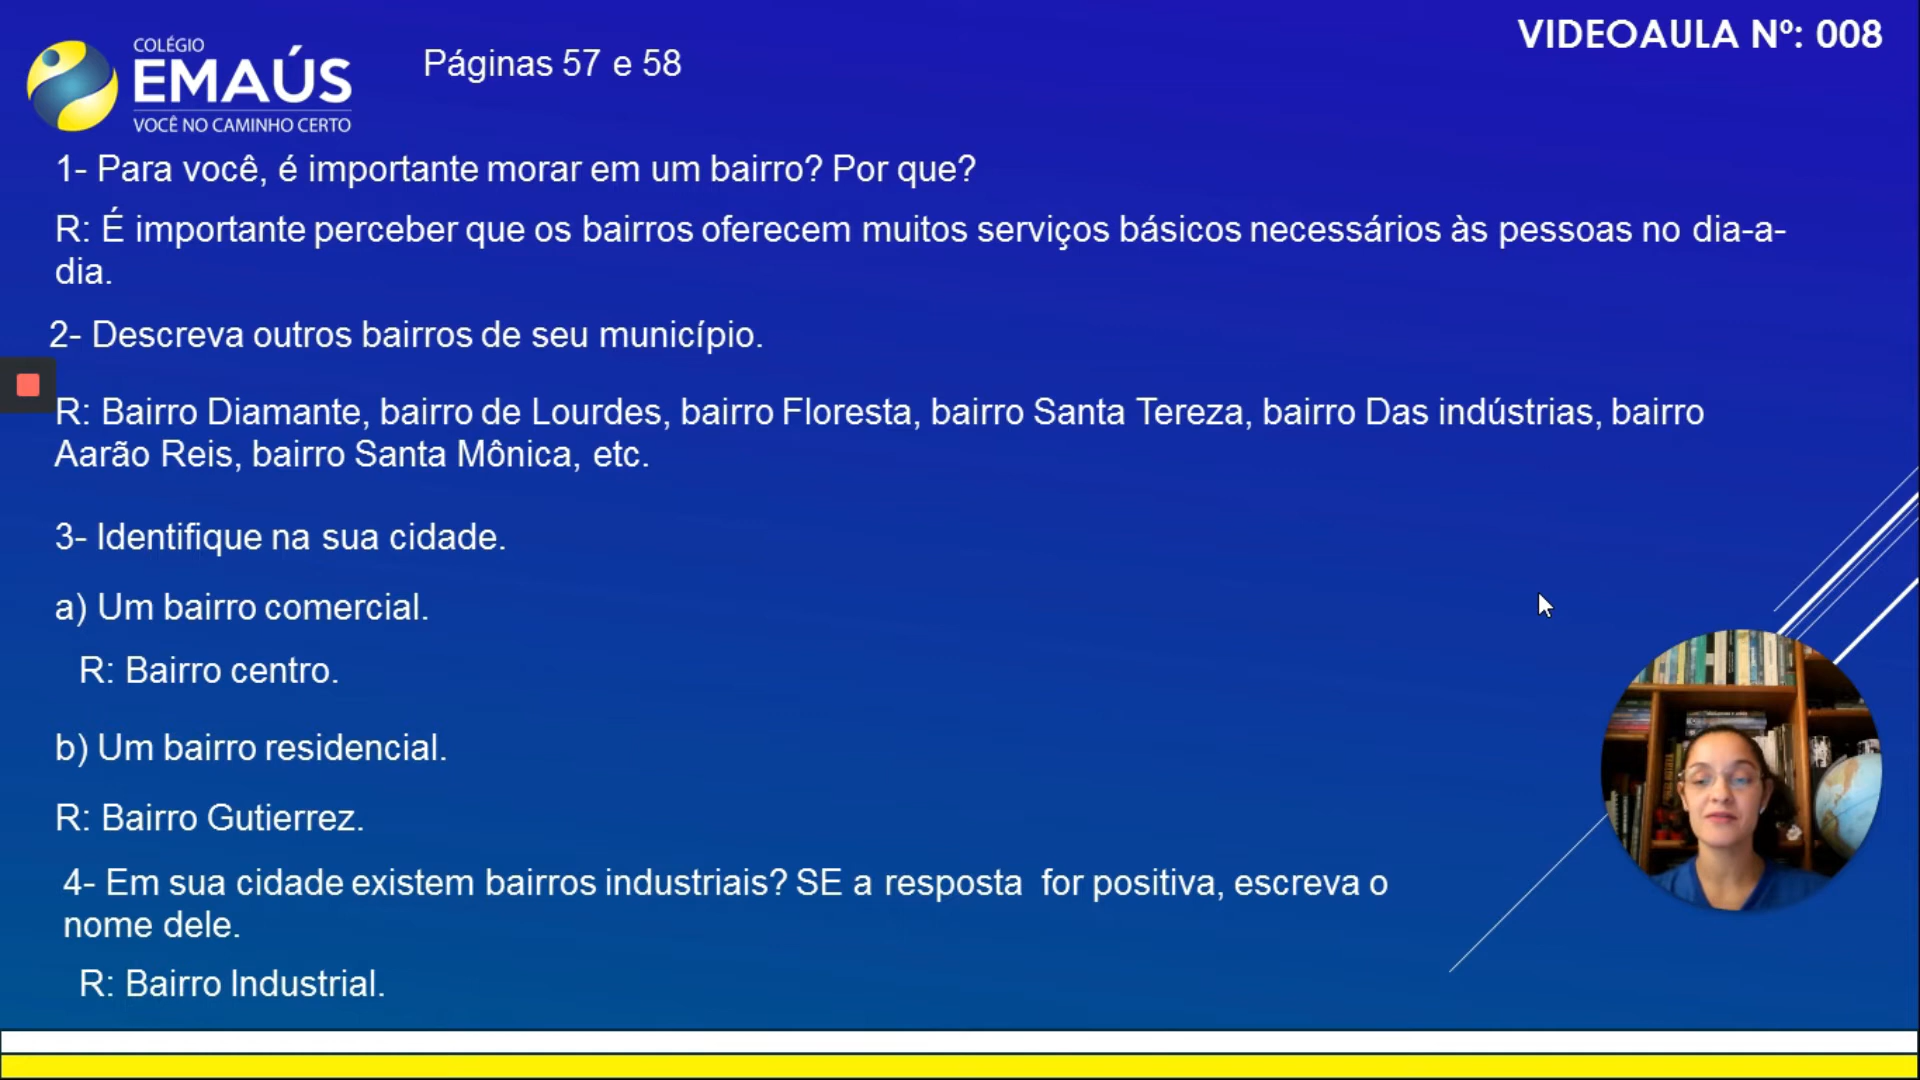 VIDEOAULA Nº: 008
COLÉGIO
EMAÚS
VOCÊ NO CAMINHO CERTO
Páginas 57 e 58
1- Para você, é importante morar em um bairro? Por que?
R: É importante perceber que os bairros oferecem muitos serviços básicos necessários às pessoas no dia-a-
dia.
2- Descreva outros bairros de seu município.
R: Bairro Diamante, bairro de Lourdes, bairro Floresta, bairro Santa Tereza, bairro Das indústrias, bairro
Aarão Reis, bairro Santa Mônica, etc.
3- Identifique na sua cidade.
a) Um bairro comercial.
R: Bairro centro.
b) Um bairro residencial.
R: Bairro Gutierrez.
4- Em sua cidade existem bairros industriais? SE a resposta for positiva, escreva o
nome dele.
R: Bairro Industrial.